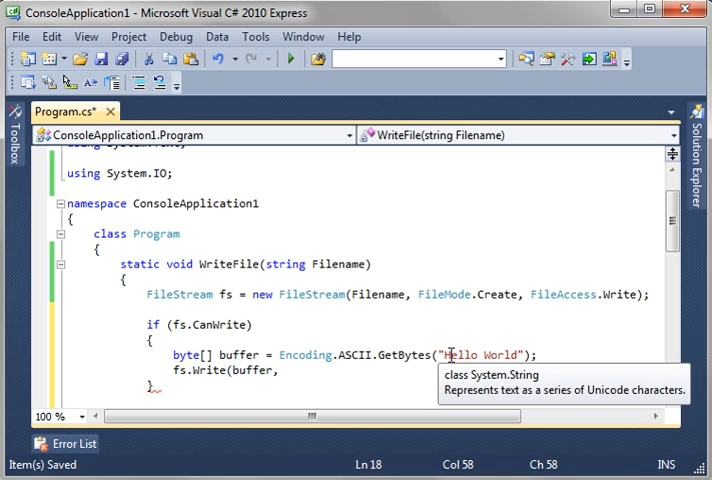 ConsoleApplication1 - Microsoft Visual C# 2010 Express
File Edit View Project Debug Data Tools Window Help
Program.cs*
ConsoleApplication1.Program WriteFile(string Filename)
Toolbox
Solution Explorer
using System.Text;
using System.IO;
namespace ConsoleApplication1
{
class Program
{
static void WriteFile(string Filename)
{
FileStream fs = new FileStream(Filename, FileMode.Create, FileAccess.Write);
if (fs.CanWrite)
{
byte[] buffer = Encoding.ASCII.GetBytes("Hello World");
fs.Write(buffer,
}
class System.String
Represents text as a series of Unicode characters.
100 %
Error List
Item(s) Saved Ln 18 Col 58 Ch 58 INS